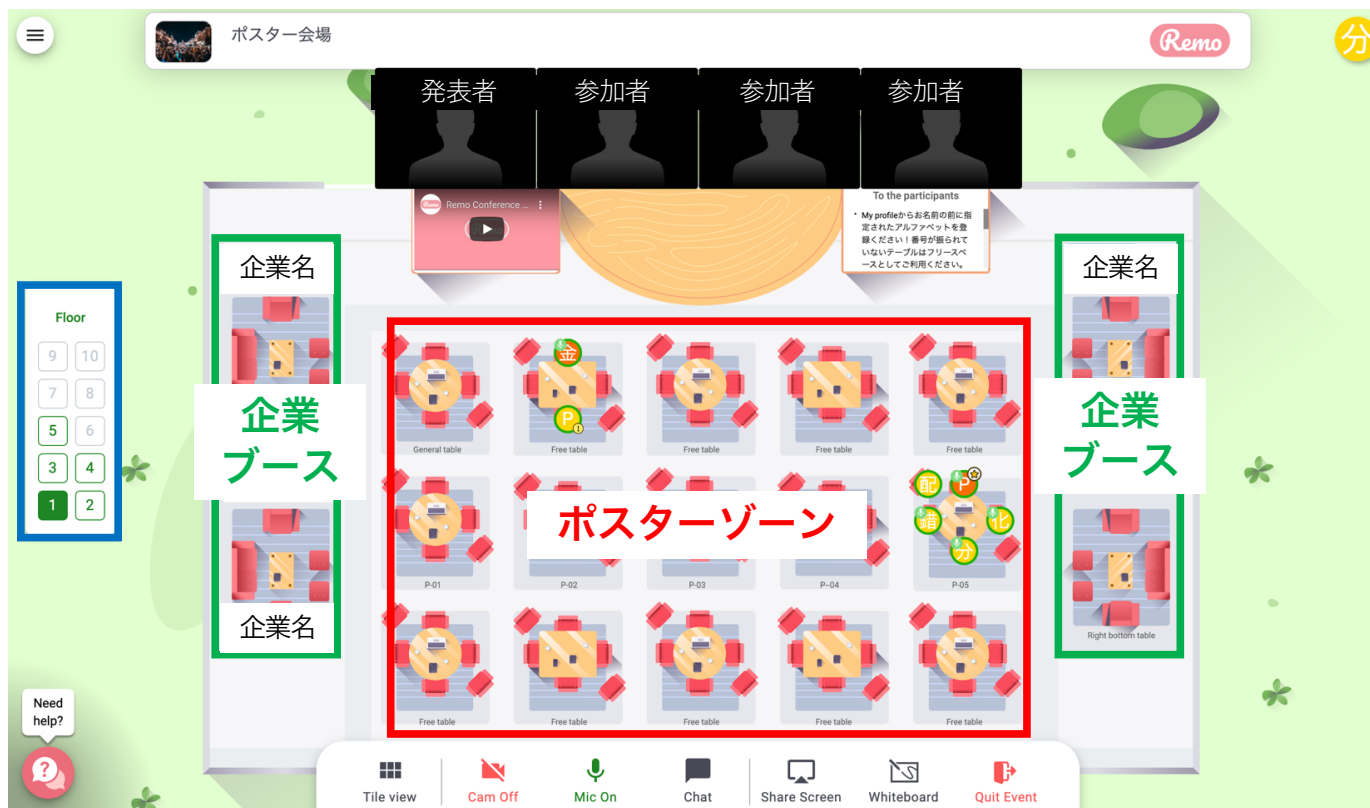 ポスター会場
Remo
分
発表者
参加者
参加者
参加者
Remo Conference ...
To the participants
・ My profileからお名前の前に指
定されたアルファベットを登
録ください！番号が振られて
いないテーブルはフリースペ
ースとしてご利用ください。
企業名
企業名
Floor
9 10
7 8
5 6
3 4
1 2
企業
ブース
企業
ブース
金
P
General table
Free table
Free table
Free table
Free table
ポスターゾーン
配
P
錯
化
分
P-01
P-02
P-03
P--04
P-05
企業名
Right bottom table
Free table
Free table
Free table
Free table
Free table
Need
help?
Tile view
Cam Off
Mic On
Chat
Share Screen
Whiteboard
Quit Event